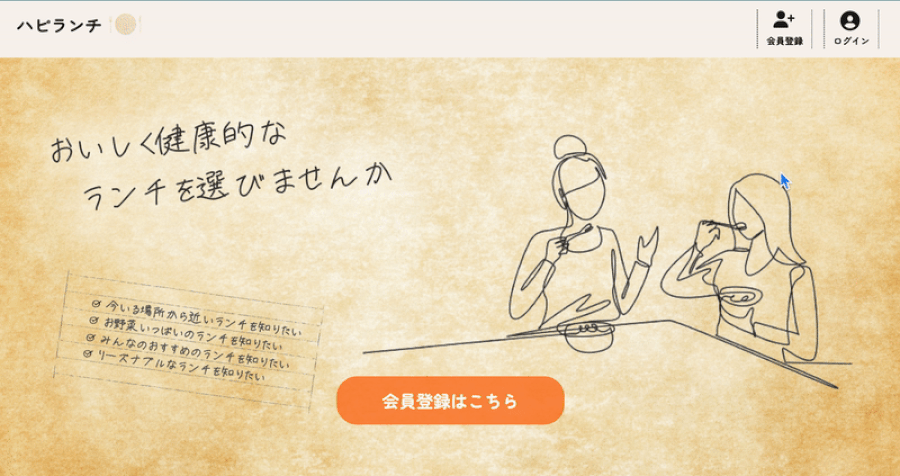 ハピランチ
会員登録
ログイン
おいしく健康的な
ランチを選びませんか
今いる場所から近いランチを知りたい
お野菜いっぱいのランチを知りたい
みんなのおすすめのランチを知りたい
リーズナブルなランチを知りたい
会員登録はこちら